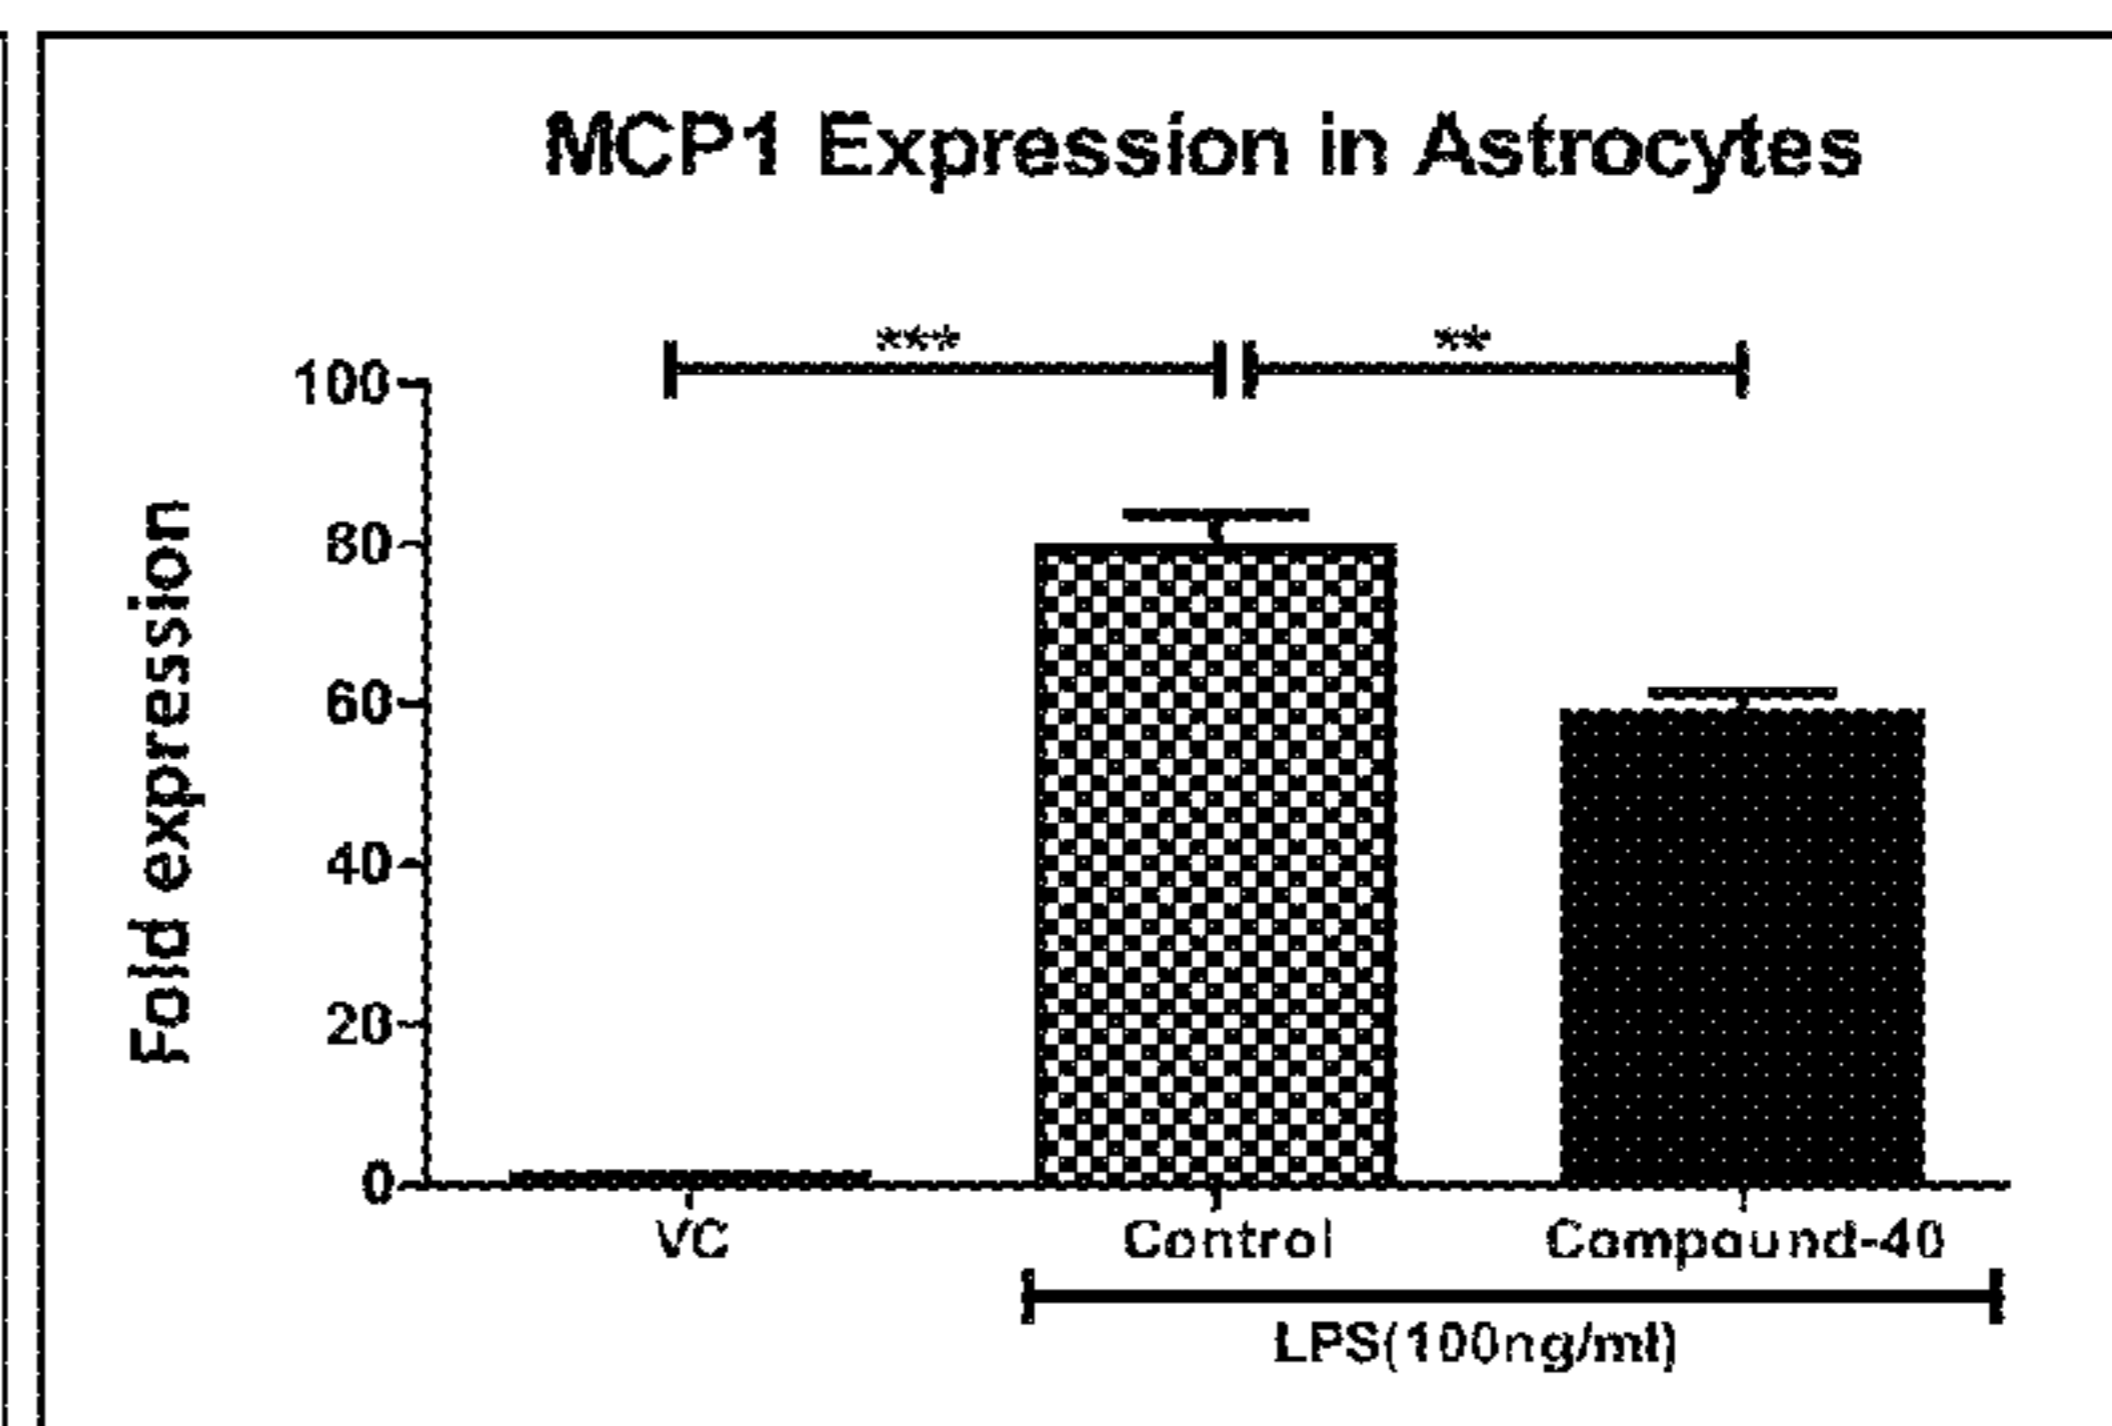 MCP1 Expression in Astrocytes
*** **
100
80
60
40
20
0
Fold expression
VC Control Compound-40
LPS(100ng/ml)